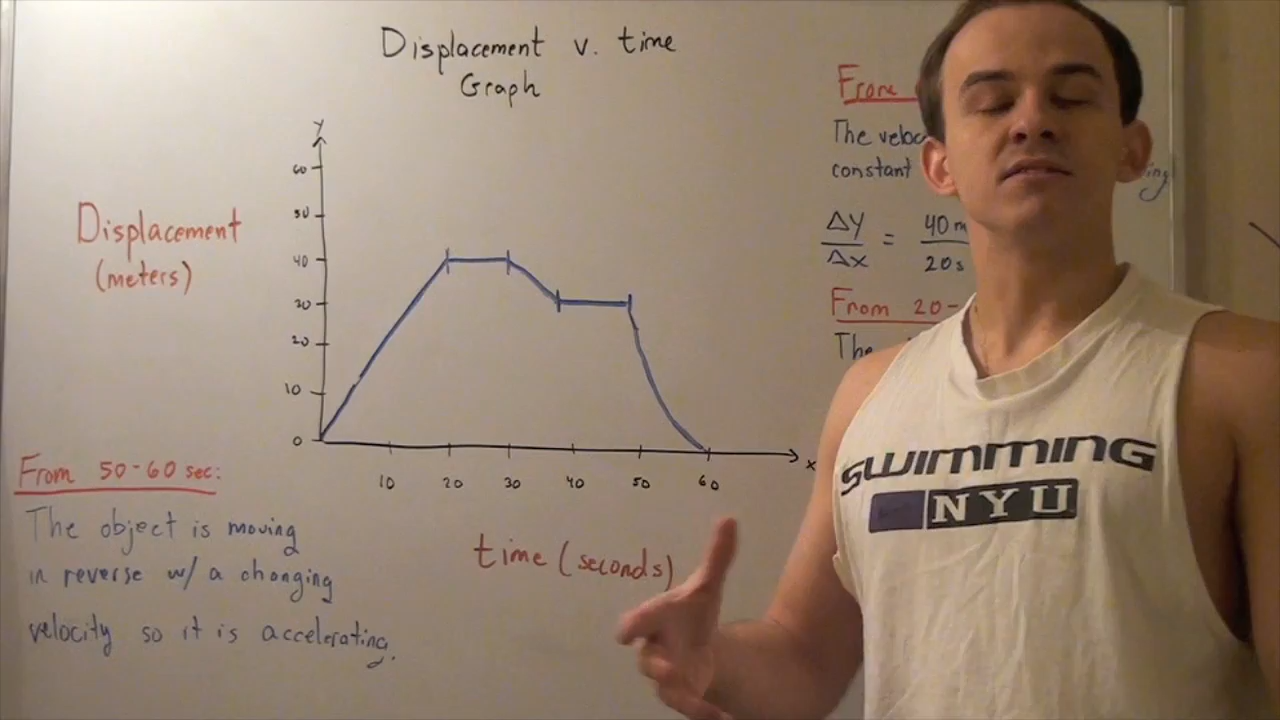 Displacement v. time
Graph
Y
60
50
40
30
20
10
0
Displacement
(meters)
10 20 30 40 50 60
x
time (seconds)
From 50-60 sec:
The object is moving
in reverse w/ a changing
velocity so it is accelerating.
From
The
constant
ΔY/Δx = 40 m/20s
From 20-
The
SWIMMING
NYU